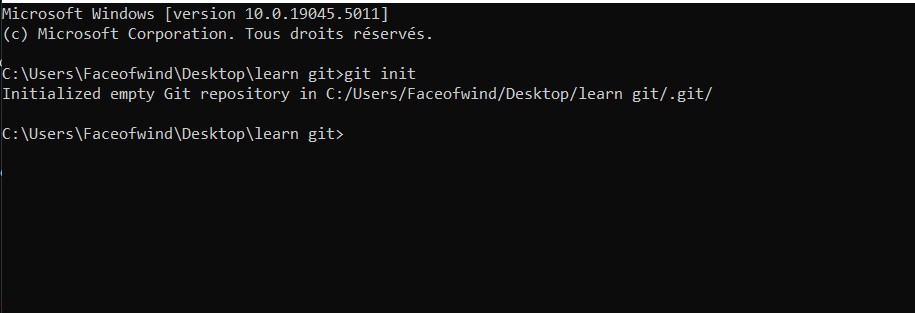 Microsoft Windows [version 10.0.19045.5011]
(c) Microsoft Corporation. Tous droits réservés.
C:\Users\Faceofwind\Desktop\learn git>git init
Initialized empty Git repository in C:/Users/Faceofwind/Desktop/learn git/.git/
C:\Users\Faceofwind\Desktop\learn git>